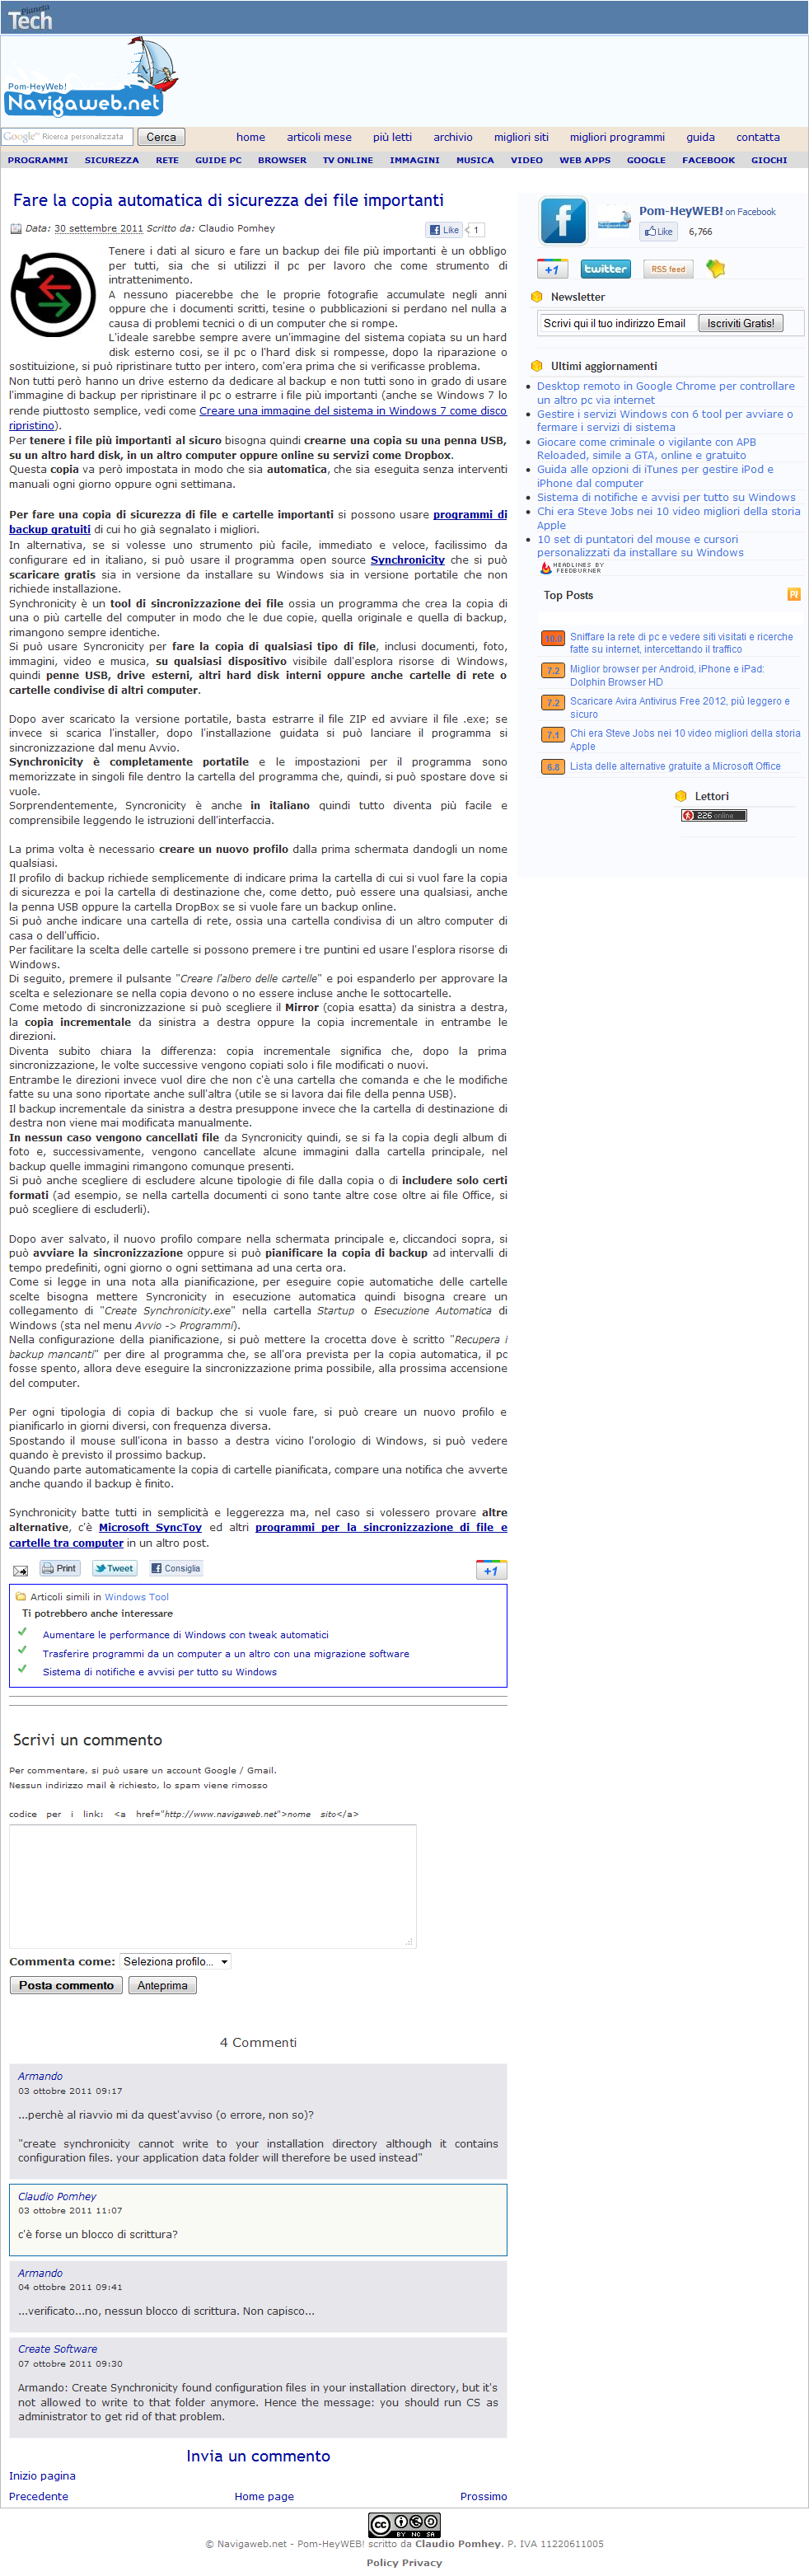 Pianeta
Tech
Pom-HeyWeb!
Navigaweb.net
Google™ Ricerca personalizzata
Cerca
home articoli mese più letti archivio migliori siti migliori programmi guida contatta
PROGRAMMI SICUREZZA RETE GUIDE PC BROWSER TV ONLINE IMMAGINI MUSICA VIDEO WEB APPS GOOGLE FACEBOOK GIOCHI
Fare la copia automatica di sicurezza dei file importanti
Data: 30 settembre 2011 Scritto da: Claudio Pomhey
Like 1
Tenere i dati al sicuro e fare un backup dei file più importanti è un obbligo
per tutti, sia che si utilizzi il pc per lavoro che come strumento di
intrattenimento.
A nessuno piacerebbe che le proprie fotografie accumulate negli anni
oppure che i documenti scritti, tesine o pubblicazioni si perdano nel nulla a
causa di problemi tecnici o di un computer che si rompe.
L'ideale sarebbe sempre avere un'immagine del sistema copiata su un hard
disk esterno cosi, se il pc o l'hard disk si rompesse, dopo la riparazione o
sostituzione, si può ripristinare tutto per intero, com'era prima che si verificasse problema.
Non tutti però hanno un drive esterno da dedicare al backup e non tutti sono in grado di usare
l'immagine di backup per ripristinare il pc o estrarre i file più importanti (anche se Windows 7 lo
rende piuttosto semplice, vedi come Creare una immagine del sistema in Windows 7 come disco
ripristino).
Per tenere i file più importanti al sicuro bisogna quindi crearne una copia su una penna USB,
su un altro hard disk, in un altro computer oppure online su servizi come Dropbox.
Questa copia va però impostata in modo che sia automatica, che sia eseguita senza interventi
manuali ogni giorno oppure ogni settimana.
Per fare una copia di sicurezza di file e cartelle importanti si possono usare programmi di
backup gratuiti di cui ho già segnalato i migliori.
In alternativa, se si volesse uno strumento più facile, immediato e veloce, facilissimo da
configurare ed in italiano, si può usare il programma open source Synchronicity che si può
scaricare gratis sia in versione da installare su Windows sia in versione portatile che non
richiede installazione.
Synchronicity è un tool di sincronizzazione dei file ossia un programma che crea la copia di
una o più cartelle del computer in modo che le due copie, quella originale e quella di backup,
rimangono sempre identiche.
Si può usare Syncronicity per fare la copia di qualsiasi tipo di file, inclusi documenti, foto,
immagini, video e musica, su qualsiasi dispositivo visibile dall'esplora risorse di Windows,
quindi penne USB, drive esterni, altri hard disk interni oppure anche cartelle di rete o
cartelle condivise di altri computer.
Dopo aver scaricato la versione portatile, basta estrarre il file ZIP ed avviare il file .exe; se
invece si scarica l'installer, dopo l'installazione guidata si può lanciare il programma di
sincronizzazione dal menu Avvio.
Synchronicity è completamente portatile e le impostazioni per il programma sono
memorizzate in singoli file dentro la cartella del programma che, quindi, si può spostare dove si
vuole.
Sorprendentemente, Syncronicity è anche in italiano quindi tutto diventa più facile e
comprensibile leggendo le istruzioni dell'interfaccia.
La prima volta è necessario creare un nuovo profilo dalla prima schermata dandogli un nome
qualsiasi.
Il profilo di backup richiede semplicemente di indicare prima la cartella di cui si vuol fare la copia
di sicurezza e poi la cartella di destinazione che, come detto, può essere una qualsiasi, anche
la penna USB oppure la cartella DropBox se si vuole fare un backup online.
Si può anche indicare una cartella di rete, ossia una cartella condivisa di un altro computer di
casa o dell'ufficio.
Per facilitare la scelta delle cartelle si possono premere i tre puntini ed usare l'esplora risorse di
Windows.
Di seguito, premere il pulsante "Creare l'albero delle cartelle" e poi espanderlo per approvare la
scelta e selezionare se nella copia devono o no essere incluse anche le sottocartelle.
Come metodo di sincronizzazione si può scegliere il Mirror (copia esatta) da sinistra a destra,
la copia incrementale da sinistra a destra oppure la copia incrementale in entrambe le
direzioni.
Diventa subito chiara la differenza: copia incrementale significa che, dopo la prima
sincronizzazione, le volte successive vengono copiati solo i file modificati o nuovi.
Entrambe le direzioni invece vuol dire che non c'è una cartella che comanda e che le modifiche
fatte su una sono riportate anche sull'altra (utile se si lavora dai file della penna USB).
Il backup incrementale da sinistra a destra presuppone invece che la cartella di destinazione di
destra non viene mai modificata manualmente.
In nessun caso vengono cancellati file da Syncronicity quindi, se si fa la copia degli album di
foto e, successivamente, vengono cancellate alcune immagini dalla cartella principale, nel
backup quelle immagini rimangono comunque presenti.
Si può anche scegliere di escludere alcune tipologie di file dalla copia o di includere solo certi
formati (ad esempio, se nella cartella documenti ci sono tante altre cose oltre ai file Office, si
può scegliere di escluderli).
Dopo aver salvato, il nuovo profilo compare nella schermata principale e, cliccandoci sopra, si
può avviare la sincronizzazione oppure si può pianificare la copia di backup ad intervalli di
tempo predefiniti, ogni giorno o ogni settimana ad una certa ora.
Come si legge in una nota alla pianificazione, per eseguire copie automatiche delle cartelle
scelte bisogna mettere Syncronicity in esecuzione automatica quindi bisogna creare un
collegamento di "Create Synchronicity.exe" nella cartella Startup o Esecuzione Automatica di
Windows (sta nel menu Avvio -> Programmi).
Nella configurazione della pianificazione, si può mettere la crocetta dove è scritto "Recupera i
backup mancanti" per dire al programma che, se all'ora prevista per la copia automatica, il pc
fosse spento, allora deve eseguire la sincronizzazione prima possibile, alla prossima accensione
del computer.
Per ogni tipologia di copia di backup che si vuole fare, si può creare un nuovo profilo e
pianificarlo in giorni diversi, con frequenza diversa.
Spostando il mouse sull'icona in basso a destra vicino l'orologio di Windows, si può vedere
quando è previsto il prossimo backup.
Quando parte automaticamente la copia di cartelle pianificata, compare una notifica che avverte
anche quando il backup è finito.
Synchronicity batte tutti in semplicità e leggerezza ma, nel caso si volessero provare altre
alternative, c'è Microsoft SyncToy ed altri programmi per la sincronizzazione di file e
cartelle tra computer in un altro post.
Print Tweet Consiglia +1
Articoli simili in Windows Tool
Ti potrebbero anche interessare
Aumentare le performance di Windows con tweak automatici
Trasferire programmi da un computer a un altro con una migrazione software
Sistema di notifiche e avvisi per tutto su Windows
Scrivi un commento
Per commentare, si può usare un account Google / Gmail.
Nessun indirizzo mail è richiesto, lo spam viene rimosso
codice per i link: <a href="http://www.navigaweb.net">nome sito</a>
Commenta come: Seleziona profilo...
Posta commento Anteprima
4 Commenti
Armando
03 ottobre 2011 09:17
...perchè al riavvio mi da quest'avviso (o errore, non so)?
"create synchronicity cannot write to your installation directory although it contains
configuration files. your application data folder will therefore be used instead"
Claudio Pomhey
03 ottobre 2011 11:07
c'è forse un blocco di scrittura?
Armando
04 ottobre 2011 09:41
...verificato...no, nessun blocco di scrittura. Non capisco...
Create Software
07 ottobre 2011 09:30
Armando: Create Synchronicity found configuration files in your installation directory, but it's
not allowed to write to that folder anymore. Hence the message: you should run CS as
administrator to get rid of that problem.
Invia un commento
Inizio pagina
Precedente Home page Prossimo
Pom-HeyWEB! on Facebook
Like 6,766
+1 twitter RSS feed
Newsletter
Scrivi qui il tuo indirizzo Email Iscriviti Gratis!
Ultimi aggiornamenti
Desktop remoto in Google Chrome per controllare
un altro pc via internet
Gestire i servizi Windows con 6 tool per avviare o
fermare i servizi di sistema
Giocare come criminale o vigilante con APB
Reloaded, simile a GTA, online e gratuito
Guida alle opzioni di iTunes per gestire iPod e
iPhone dal computer
Sistema di notifiche e avvisi per tutto su Windows
Chi era Steve Jobs nei 10 video migliori della storia
Apple
10 set di puntatori del mouse e cursori
personalizzati da installare su Windows
HEADLINES BY
FEEDBURNER
Top Posts
10.0 Sniffare la rete di pc e vedere siti visitati e ricerche
fatte su internet, intercettando il traffico
7.2 Miglior browser per Android, iPhone e iPad:
Dolphin Browser HD
7.2 Scaricare Avira Antivirus Free 2012, più leggero e
sicuro
7.1 Chi era Steve Jobs nei 10 video migliori della storia
Apple
6.8 Lista delle alternative gratuite a Microsoft Office
Lettori
226 online
CC BY NC SA
© Navigaweb.net - Pom-HeyWEB! scritto da Claudio Pomhey. P. IVA 11220611005
Policy Privacy